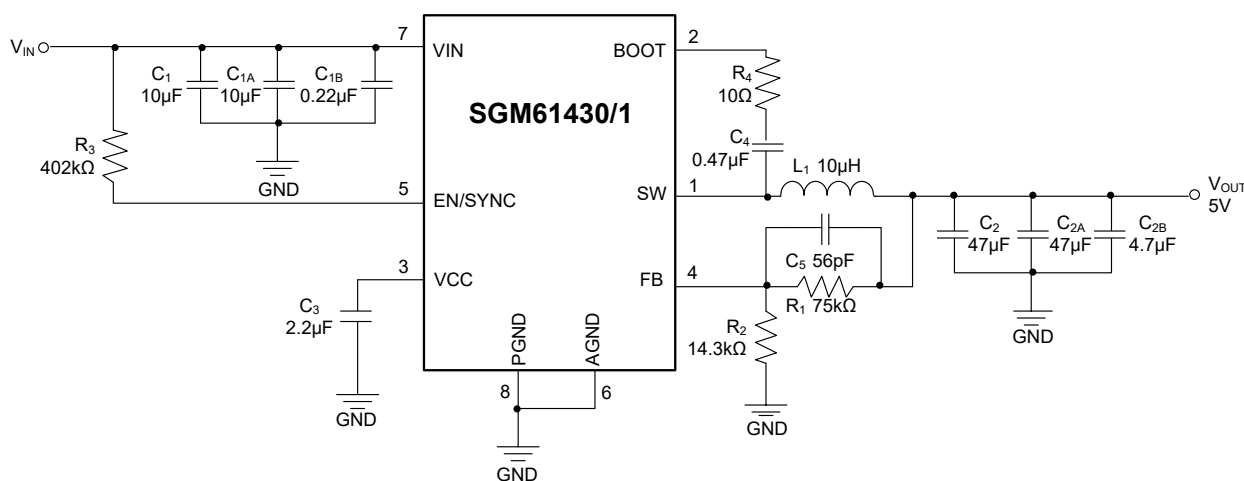 VIN
7
VIN
C1
10µF
C1A
10µF
C1B
0.22µF
GND
R3
402kΩ
5
EN/SYNC
3
VCC
C3
2.2µF
GND
SGM61430/1
BOOT
2
R4
10Ω
C4
0.47µF
SW
1
L1 10µH
FB
4
C5 56pF
R1 75kΩ
R2
14.3kΩ
GND
C2
47µF
C2A
47µF
C2B
4.7µF
GND
VOUT
5V
PGND
AGND
8
6
GND